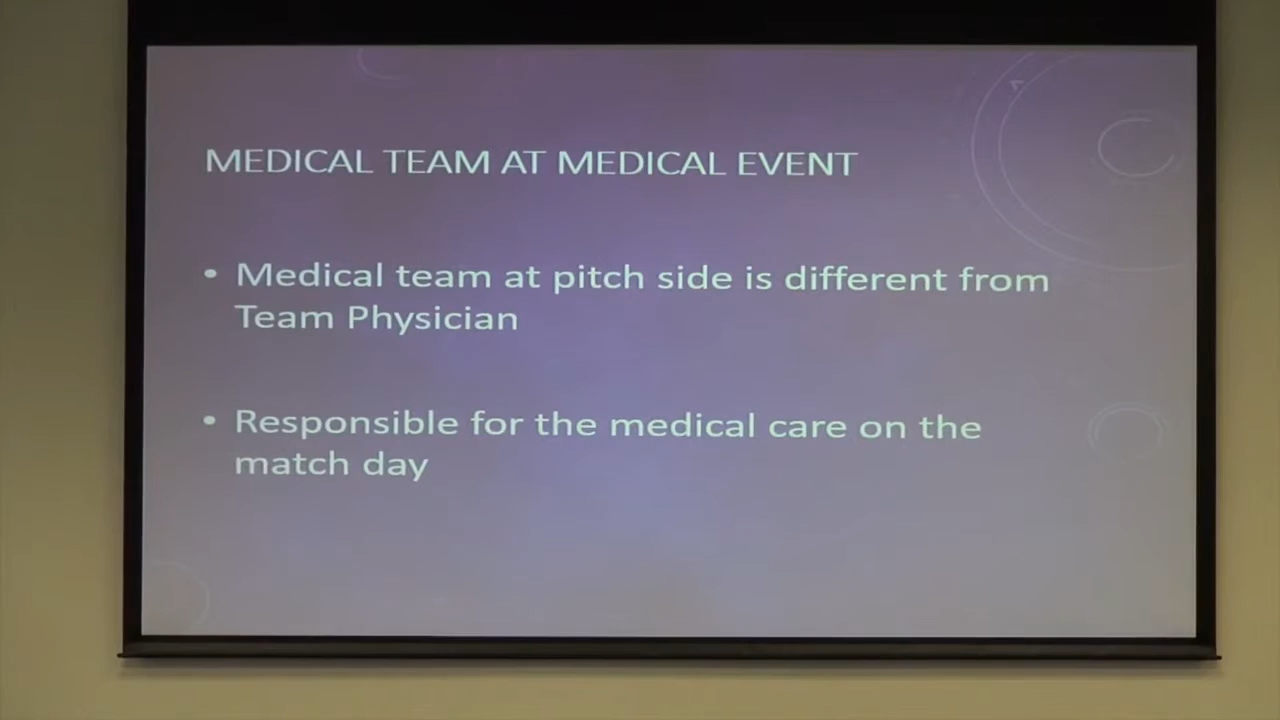 MEDICAL TEAM AT MEDICAL EVENT
• Medical team at pitch side is different from
Team Physician
• Responsible for the medical care on the
match day